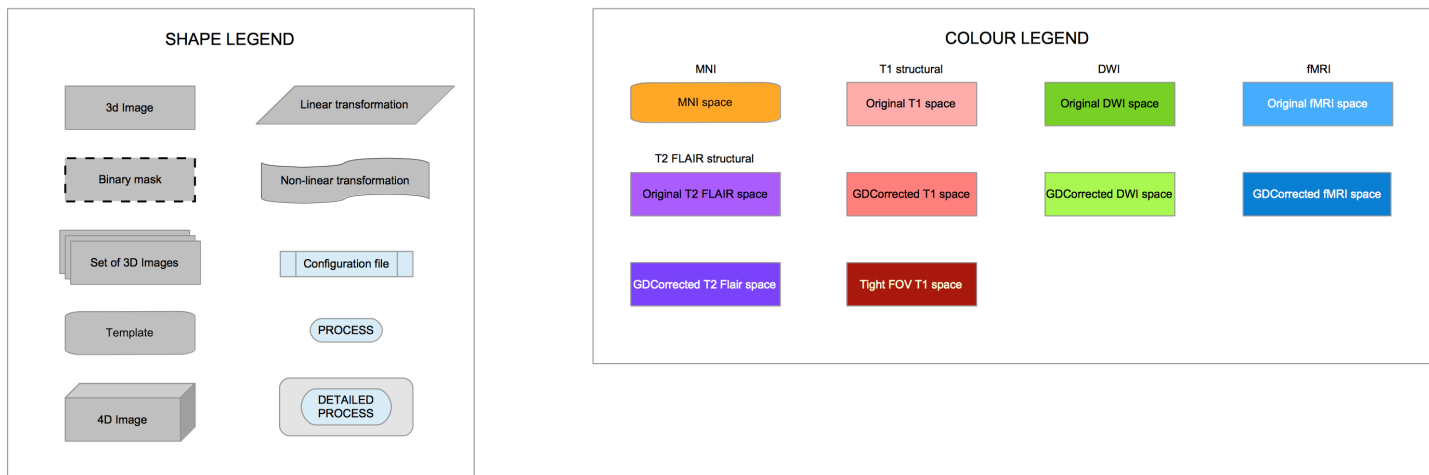 SHAPE LEGEND
3d Image
Linear transformation
Binary mask
Non-linear transformation
Set of 3D Images
Configuration file
Template
PROCESS
4D Image
DETAILED
PROCESS
COLOUR LEGEND
MNI
T1 structural
DWI
fMRI
MNI space
Original T1 space
Original DWI space
Original fMRI space
T2 FLAIR structural
Original T2 FLAIR space
GDCorrected T1 space
GDCorrected DWI space
GDCorrected fMRI space
GDCorrected T2 Flair space
Tight FOV T1 space